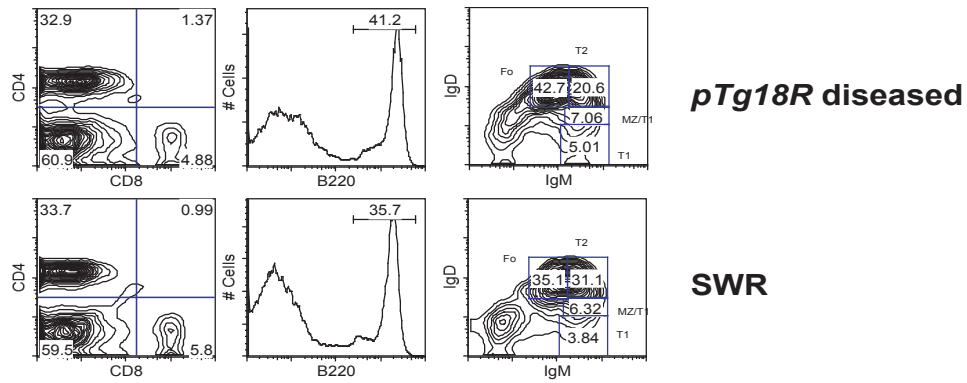 32.9 1.37
CD4
60.9 4.88
CD8
41.2
# Cells
B220
T2
Fo
IgD
42.7 20.6
7.06 MZ/T1
5.01
T1
IgM
pTg18R diseased
33.7 0.99
CD4
59.5 5.8
CD8
35.7
# Cells
B220
T2
Fo
IgD
35.1 31.1
6.32 MZ/T1
3.84 T1
IgM
SWR